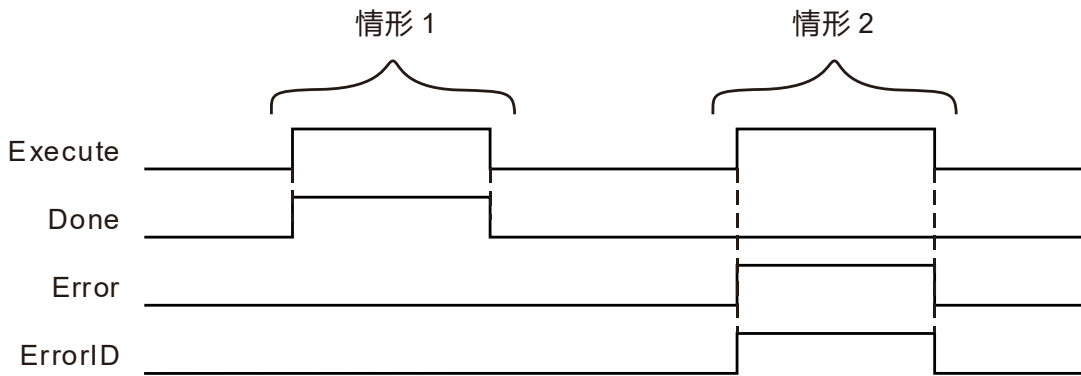 情形 1
情形 2
Execute
Done
Error
ErrorID